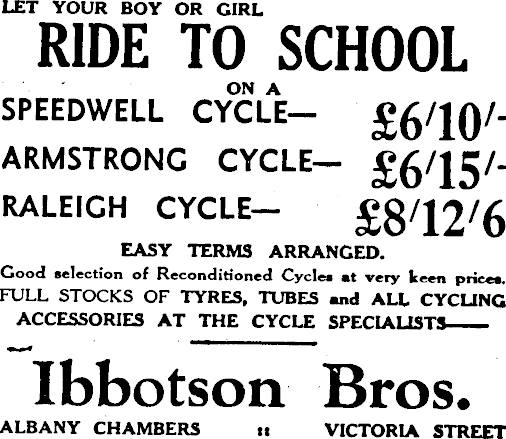 LET YOUR BOY OR GIRL
RIDE TO SCHOOL
ON A
SPEEDWELL CYCLE— £6/10/-
ARMSTRONG CYCLE— £6/15/-
RALEIGH CYCLE— £8/12/6
EASY TERMS ARRANGED.
Good selection of Reconditioned Cycles at very keen prices.
FULL STOCKS OF TYRES, TUBES and ALL CYCLING
ACCESSORIES AT THE CYCLE SPECIALISTS—
Ibbotson Bros.
ALBANY CHAMBERS :: VICTORIA STREET